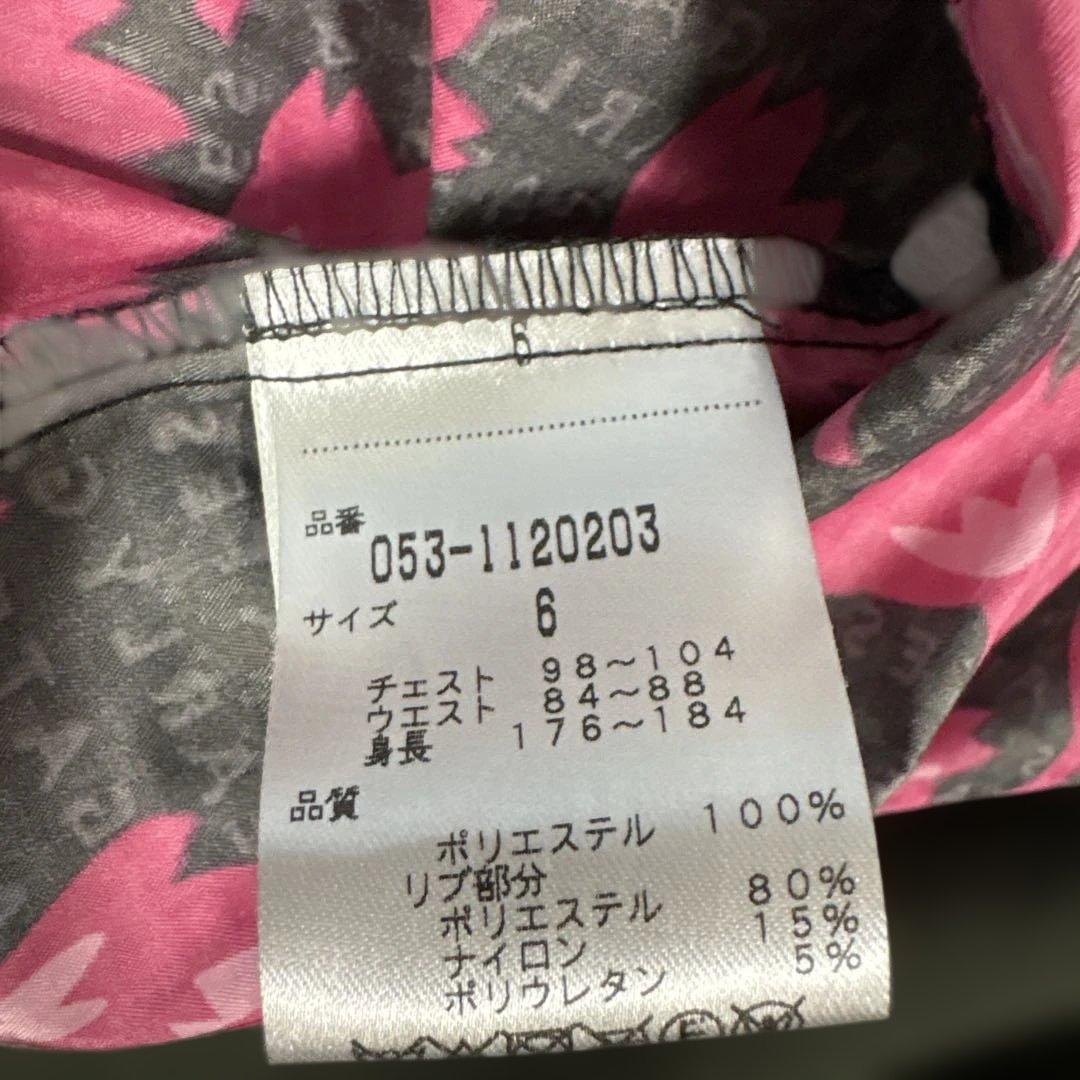 6
品番
053-1120203
サイズ 6
チェスト 98～104
ウエスト 84～88
身長 176～184
品質
ポリエステル 100%
リブ部分
ポリエステル 80%
ナイロン 15%
ポリウレタン 5%